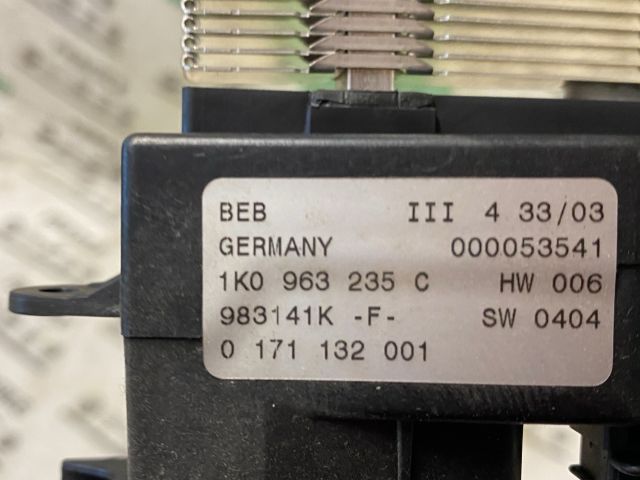 BEB III 4 33/03
GERMANY 000053541
1K0 963 235 C HW 006
983141K -F- SW 0404
0 171 132 001